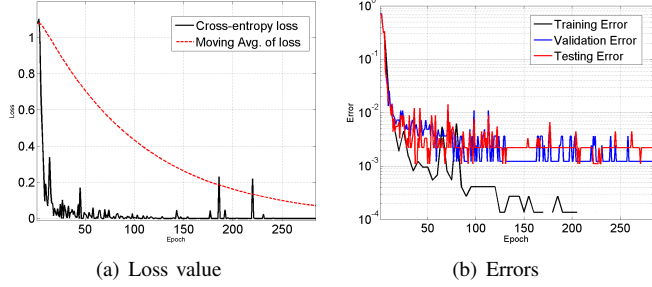 1
0.8
0.6
0.4
0.2
0
Loss
50
100
150
200
250
Epoch
Cross-entropy loss
Moving Avg. of loss
(a) Loss value
10^0
10^-1
10^-2
10^-3
10^-4
Error
50
100
150
200
250
Epoch
Training Error
Validation Error
Testing Error
(b) Errors